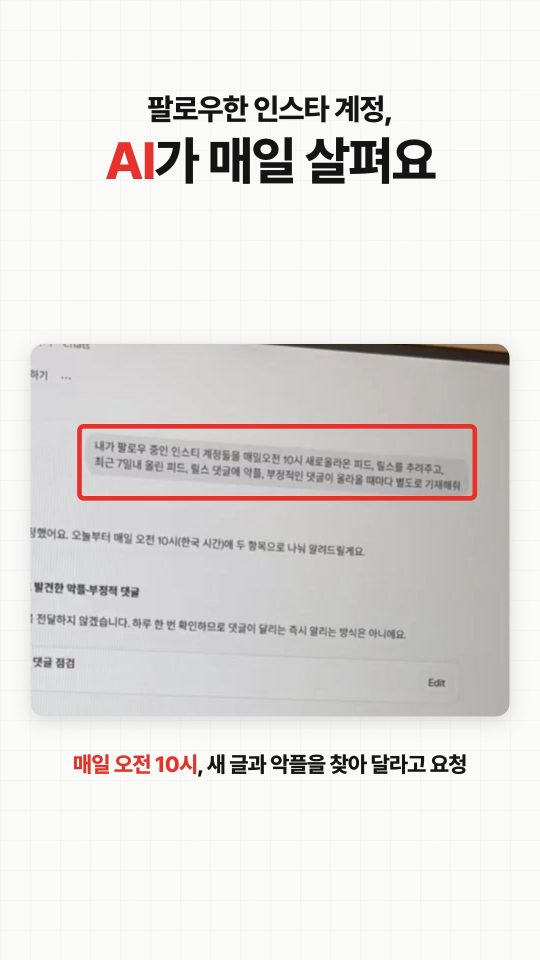 팔로우한 인스타 계정,
AI가 매일 살펴요
Chats
하기 ...
내가 팔로우 중인 인스티 계정들을 매일오전 10시 새로올라온 피드, 릴스를 추려주고,
최근 7일내 올린 피드, 릴스 댓글에 악플, 부정적인 댓글이 올라올 때마다 별도로 기재해줘
정했어요. 오늘부터 매일 오전 10시(한국 시간)에 두 항목으로 나눠 알려드릴게요.
발견한 악플·부정적 댓글
전달하지 않겠습니다. 하루 한 번 확인하므로 댓글이 달리는 즉시 알리는 방식은 아니에요.
댓글 점검
Edit
매일 오전 10시, 새 글과 악플을 찾아 달라고 요청